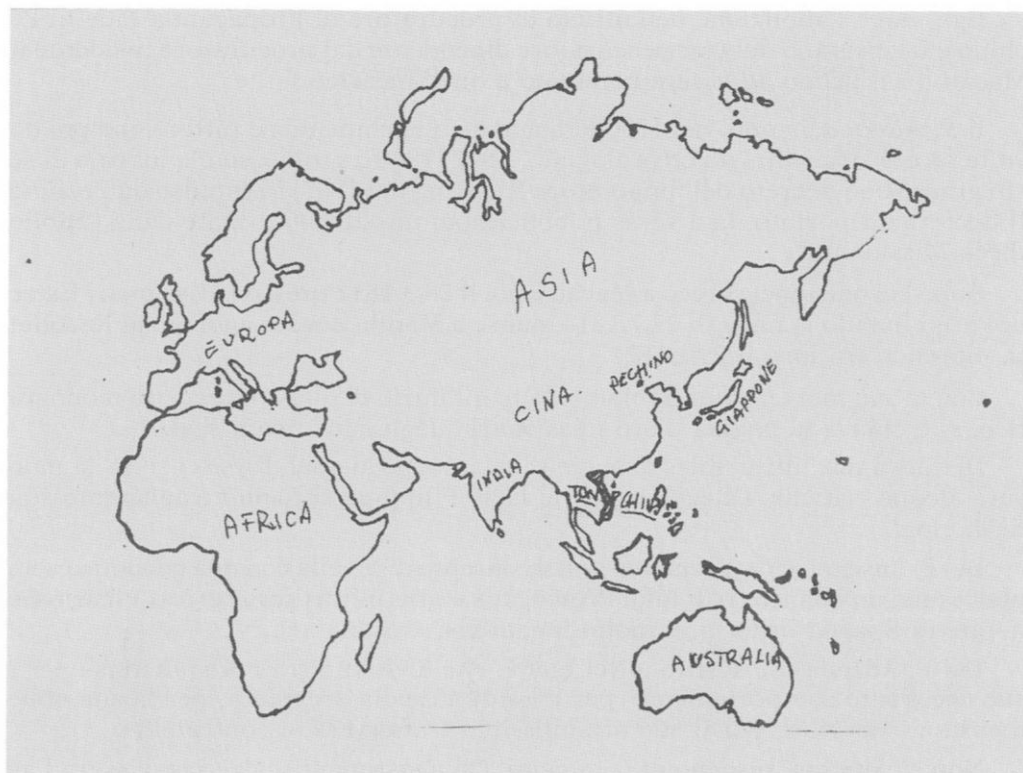 ASIA
EUROPA
PECHINO
GIAPPONE
CINA
INDIA
TON
CHINA
AFRICA
AUSTRALIA